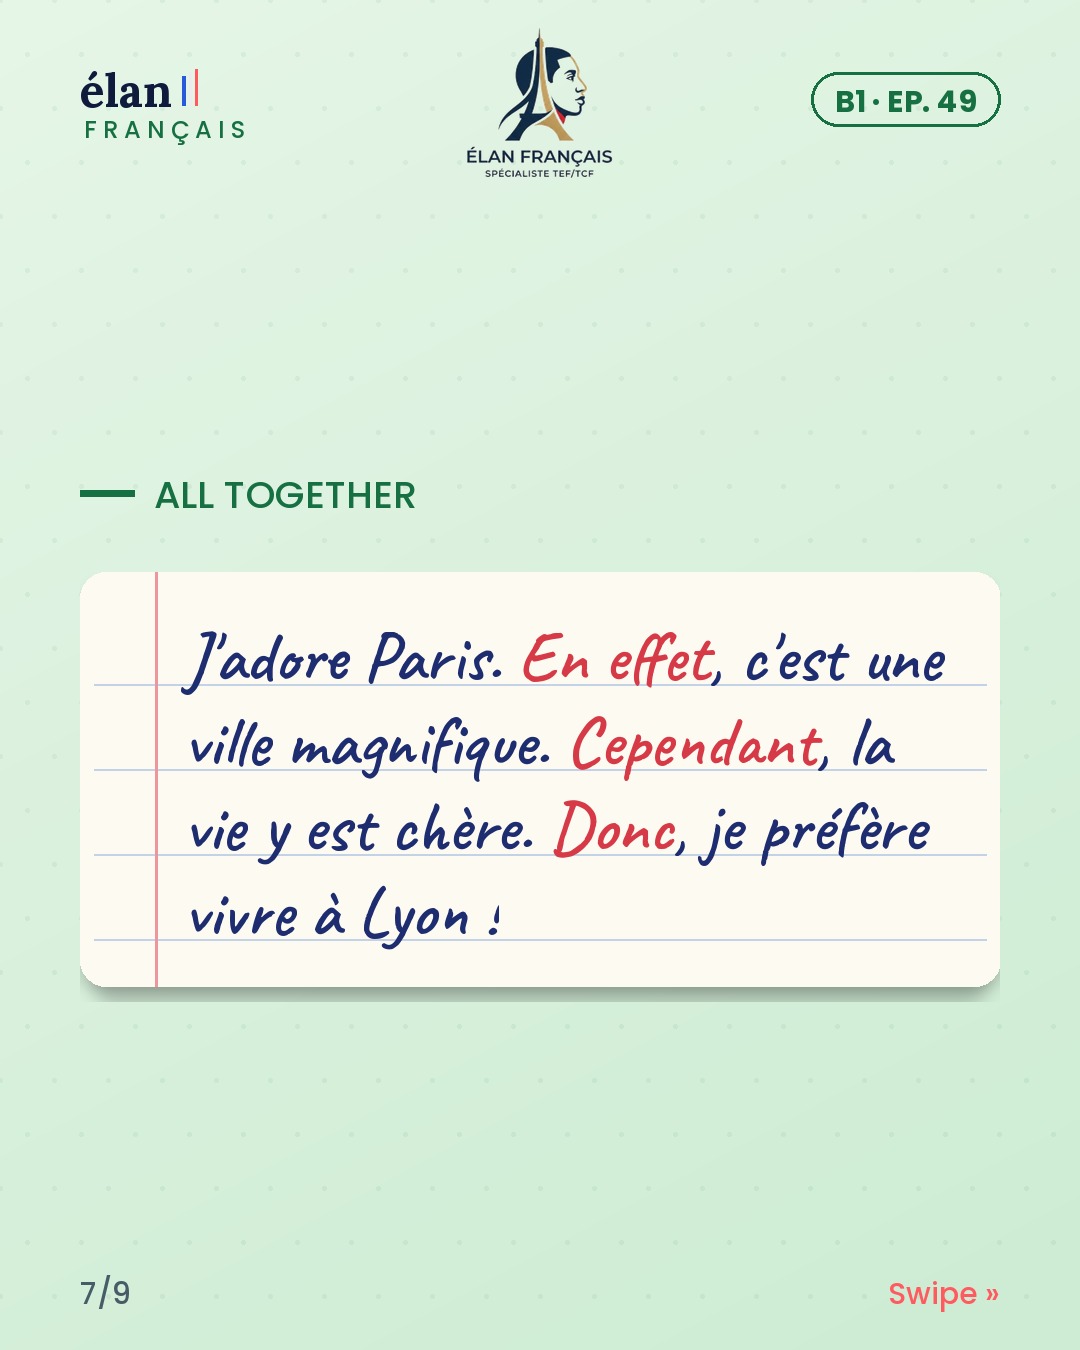 élan
FRANÇAIS
ÉLAN FRANÇAIS
SPÉCIALISTE TEF/TCF
B1 · EP. 49
ALL TOGETHER
J'adore Paris. En effet, c'est une
ville magnifique. Cependant, la
vie y est chère. Donc, je préfère
vivre à Lyon !
7/9
Swipe »